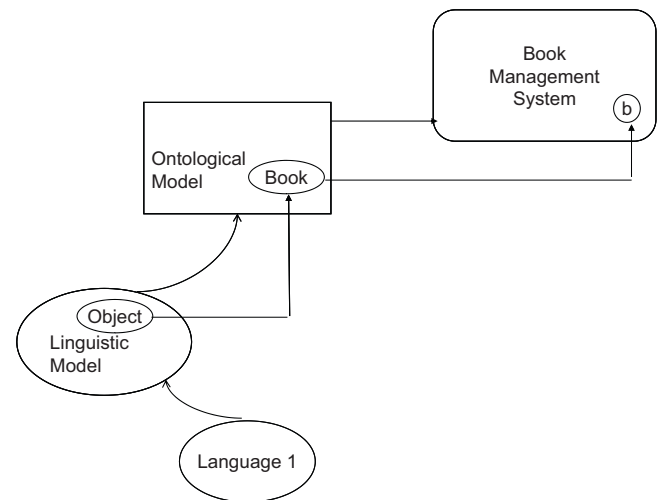 Book
Management
System
b
Ontological
Model
Book
Object
Linguistic
Model
Language 1